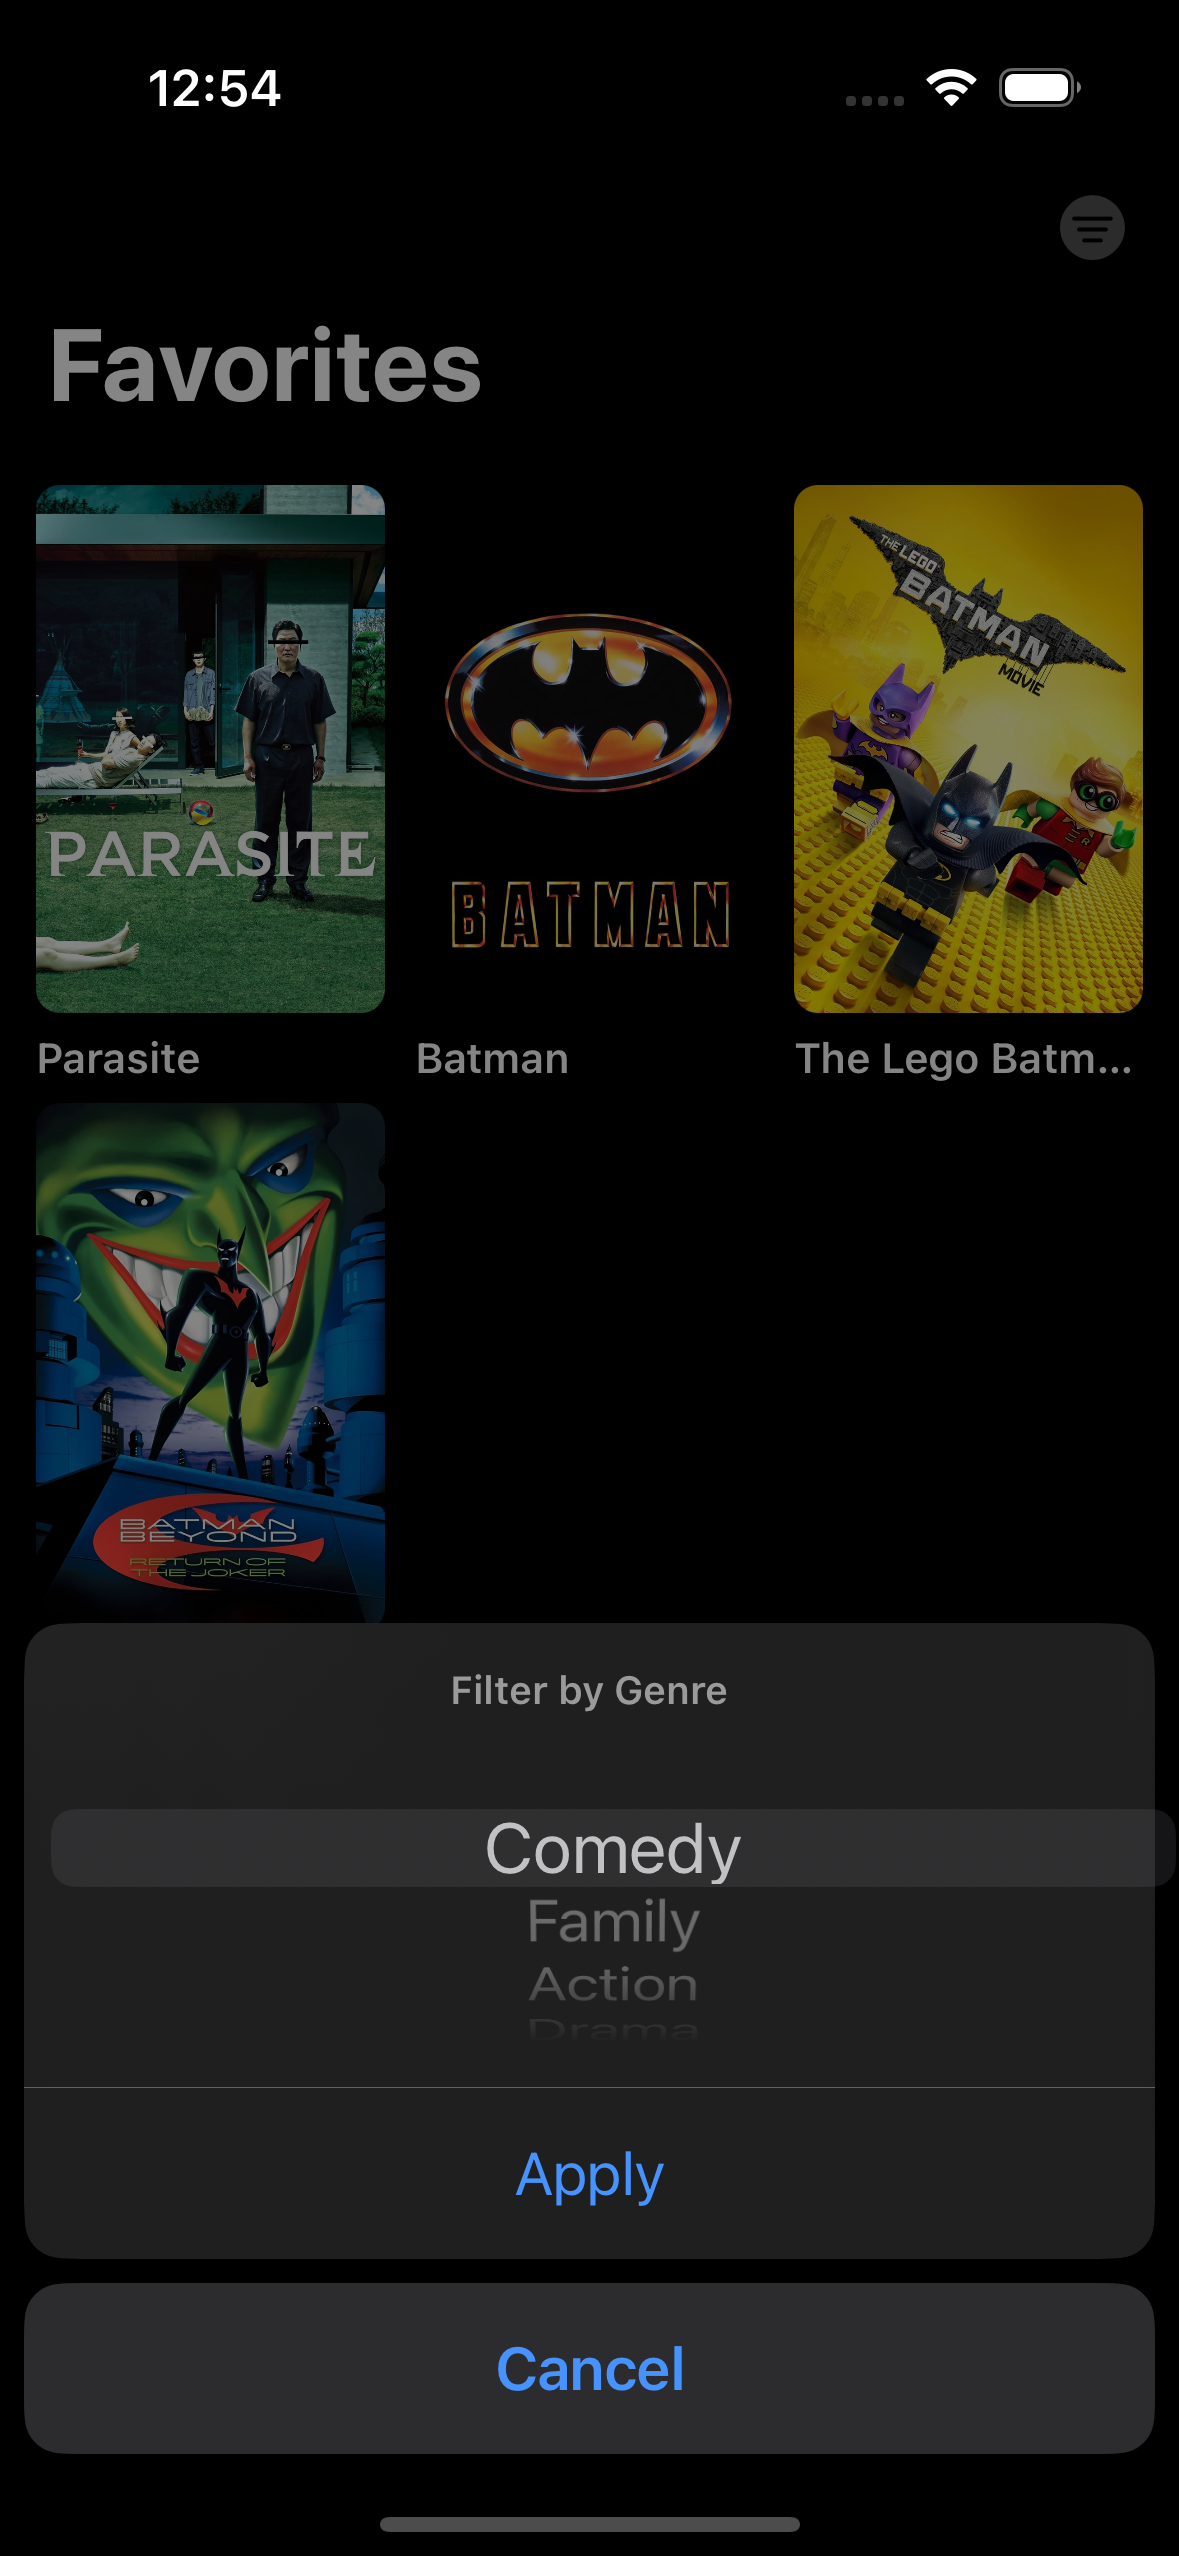 12:54
Favorites
PARASITE
BATMAN
THE LEGO
BATMAN
MOVIE
Parasite
Batman
The Lego Batm...
BATMAN
BEYOND
RETURN OF
THE JOKER
Filter by Genre
Comedy
Family
Action
Drama
Apply
Cancel